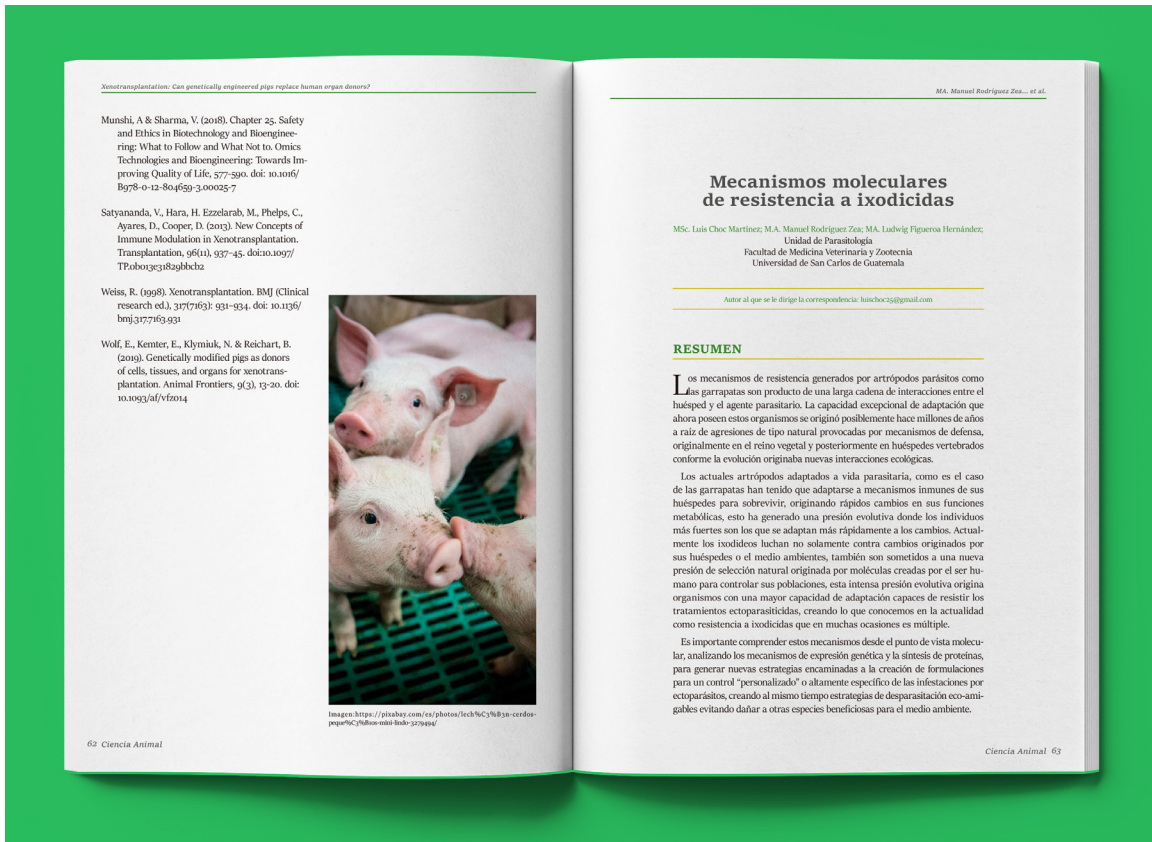 Xenotransplantation: Can genetically engineered pigs replace human organ donors?
Munshi, A & Sharma, V. (2018). Chapter 25. Safety
and Ethics in Biotechnology and Bioenginee-
ring: What to Follow and What Not to. Omics
Technologies and Bioengineering: Towards Im-
proving Quality of Life, 577-590. doi: 10.1016/
B978-0-12-804659-3.00025-7
Satyananda, V., Hara, H. Ezzelarab, M., Phelps, C.,
Ayares, D., Cooper, D. (2013). New Concepts of
Immune Modulation in Xenotransplantation.
Transplantation, 96(11), 937-45. doi:10.1097/
TP.0b013e31829bbcb2
Weiss, R. (1998). Xenotransplantation. BMJ (Clinical
research ed.), 317(7163): 931–934. doi: 10.1136/
bmj.317.7163.931
Wolf, E., Kemter, E., Klymiuk, N. & Reichart, B.
(2019). Genetically modified pigs as donors
of cells, tissues, and organs for xenotrans-
plantation. Animal Frontiers, 9(3), 13-20. doi:
10.1093/af/vfz014
Imagen:https://pixabay.com/es/photos/lech%C3%B3n-cerdos-
peque%C3%B1os-mini-lindo-3279494/
62 Ciencia Animal
MA. Manuel Rodríguez Zea... et al.
Mecanismos moleculares
de resistencia a ixodicidas
MSc. Luis Choc Martínez; M.A. Manuel Rodríguez Zea; MA. Ludwig Figueroa Hernández;
Unidad de Parasitología
Facultad de Medicina Veterinaria y Zootecnia
Universidad de San Carlos de Guatemala
Autor al que se le dirige la correspondencia: luischoc25@gmail.com
RESUMEN
Los mecanismos de resistencia generados por artrópodos parásitos como
las garrapatas son producto de una larga cadena de interacciones entre el
huésped y el agente parasitario. La capacidad excepcional de adaptación que
ahora poseen estos organismos se originó posiblemente hace millones de años
a raíz de agresiones de tipo natural provocadas por mecanismos de defensa,
originalmente en el reino vegetal y posteriormente en huéspedes vertebrados
conforme la evolución originaba nuevas interacciones ecológicas.
Los actuales artrópodos adaptados a vida parasitaria, como es el caso
de las garrapatas han tenido que adaptarse a mecanismos inmunes de sus
huéspedes para sobrevivir, originando rápidos cambios en sus funciones
metabólicas, esto ha generado una presión evolutiva donde los individuos
más fuertes son los que se adaptan más rápidamente a los cambios. Actual-
mente los ixodideos luchan no solamente contra cambios originados por
sus huéspedes o el medio ambientes, también son sometidos a una nueva
presión de selección natural originada por moléculas creadas por el ser hu-
mano para controlar sus poblaciones, esta intensa presión evolutiva origina
organismos con una mayor capacidad de adaptación capaces de resistir los
tratamientos ectoparasiticidas, creando lo que conocemos en la actualidad
como resistencia a ixodicidas que en muchas ocasiones es múltiple.
Es importante comprender estos mecanismos desde el punto de vista molecu-
lar, analizando los mecanismos de expresión genética y la síntesis de proteínas,
para generar nuevas estrategias encaminadas a la creación de formulaciones
para un control “personalizado” o altamente específico de las infestaciones por
ectoparásitos, creando al mismo tiempo estrategias de desparasitación eco-ami-
gables evitando dañar a otras especies beneficiosas para el medio ambiente.
Ciencia Animal 63